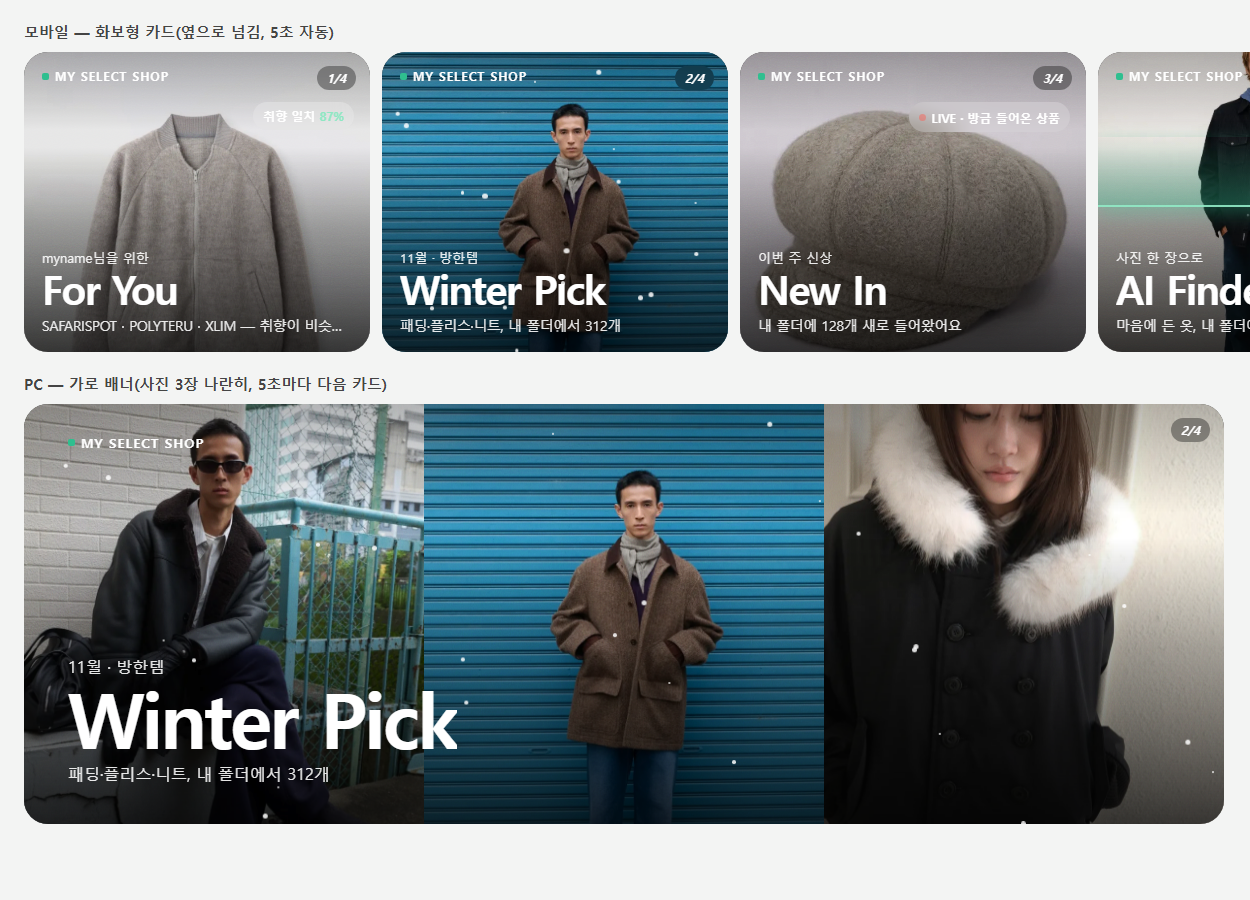 모바일 — 화보형 카드(옆으로 넘김, 5초 자동)
MY SELECT SHOP
1/4
취향 일치 87%
myname님을 위한
For You
SAFARISPOT · POLYTERU · XLIM — 취향이 비슷...
MY SELECT SHOP
2/4
11월 · 방한템
Winter Pick
패딩·플리스·니트, 내 폴더에서 312개
MY SELECT SHOP
3/4
LIVE · 방금 들어온 상품
이번 주 신상
New In
내 폴더에 128개 새로 들어왔어요
MY SELECT SHOP
사진 한 장으로
AI Finde
마음에 든 옷, 내 폴더
PC — 가로 배너(사진 3장 나란히, 5초마다 다음 카드)
MY SELECT SHOP
2/4
11월 · 방한템
Winter Pick
패딩·플리스·니트, 내 폴더에서 312개